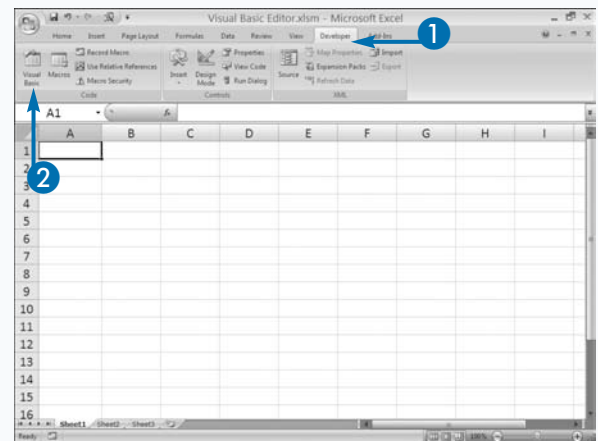 Visual Basic Editor.xlsm - Microsoft Excel
Home Insert Page Layout Formulas Data Review View Developer Add-Ins
1
Visual Basic
Macros
Record Macro
Use Relative References
Macro Security
Code
Insert
Design Mode
Properties
View Code
Run Dialog
Controls
Source
Map Properties
Expansion Packs
Refresh Data
Import
Export
XML
A1
fx
A B C D E F G H I
1
2
2
3
4
5
6
7
8
9
10
11
12
13
14
15
16
Sheet1 Sheet2 Sheet3
Ready
100%